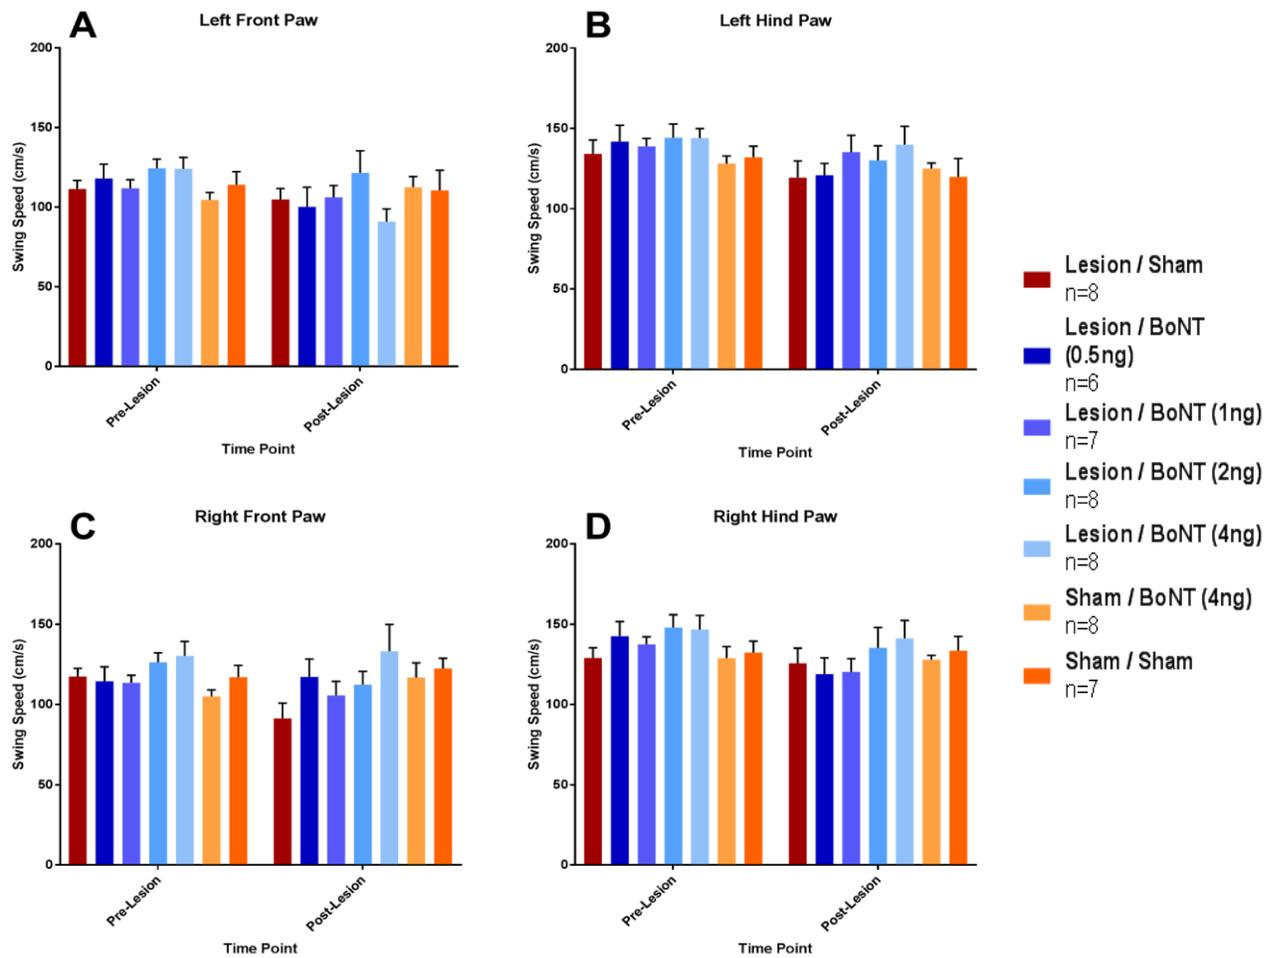 A
Left Front Paw
200
150
100
50
0
Swing Speed (cm/s)
Pre-Lesion
Post-Lesion
Time Point
B
Left Hind Paw
200
150
100
50
0
Swing Speed (cm/s)
Pre-Lesion
Post-Lesion
Time Point
C
Right Front Paw
200
150
100
50
0
Swing Speed (cm/s)
Pre-Lesion
Post-Lesion
Time Point
D
Right Hind Paw
200
150
100
50
0
Swing Speed (cm/s)
Pre-Lesion
Post-Lesion
Time Point
Lesion / Sham
n=8
Lesion / BoNT
(0.5ng)
n=6
Lesion / BoNT (1ng)
n=7
Lesion / BoNT (2ng)
n=8
Lesion / BoNT (4ng)
n=8
Sham / BoNT (4ng)
n=8
Sham / Sham
n=7